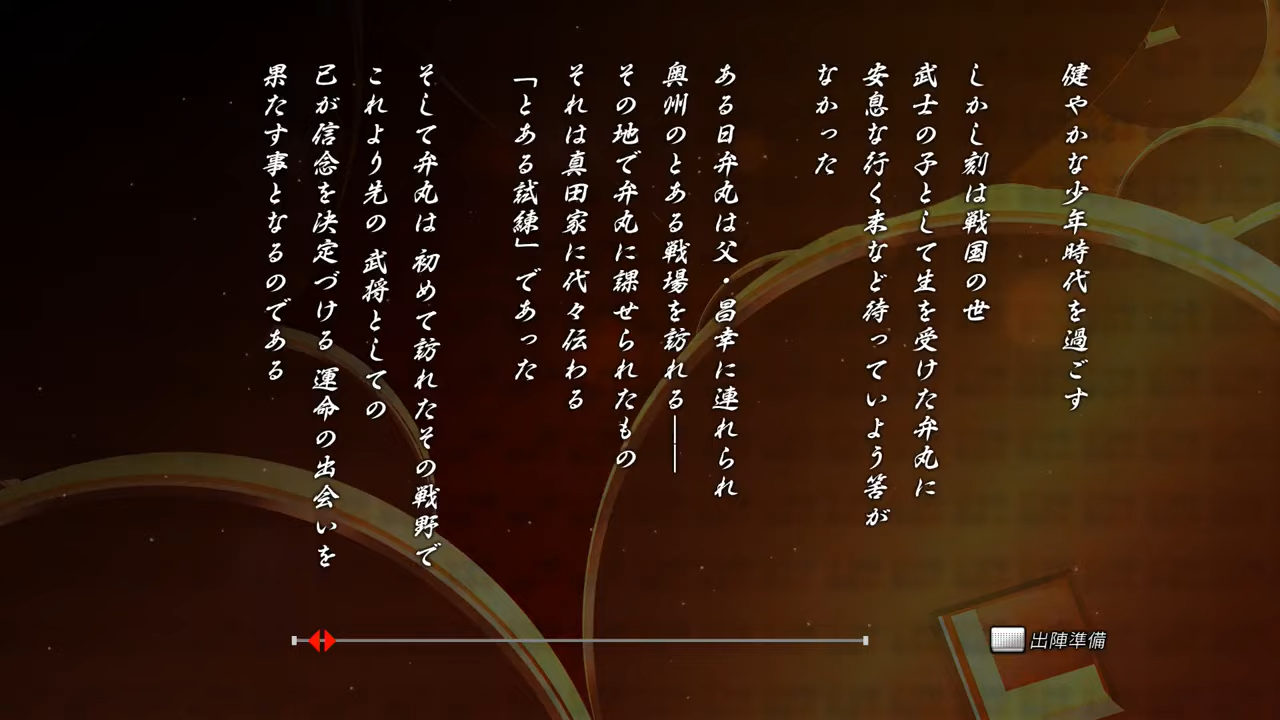 健やかな少年時代を過ごす
しかし刻は戦国の世
武士の子として生を受けた弁丸に
安息な行く末など待っていよう筈が
なかった
ある日弁丸は父・昌幸に連れられ
奥州のとある戦場を訪れる――
その地で弁丸に課せられたもの
それは真田家に代々伝わる
「とある試練」であった
そして弁丸は 初めて訪れたその戦野で
これより先の 武将としての
己が信念を決定づける 運命の出会いを
果たす事となるのである
出陣準備